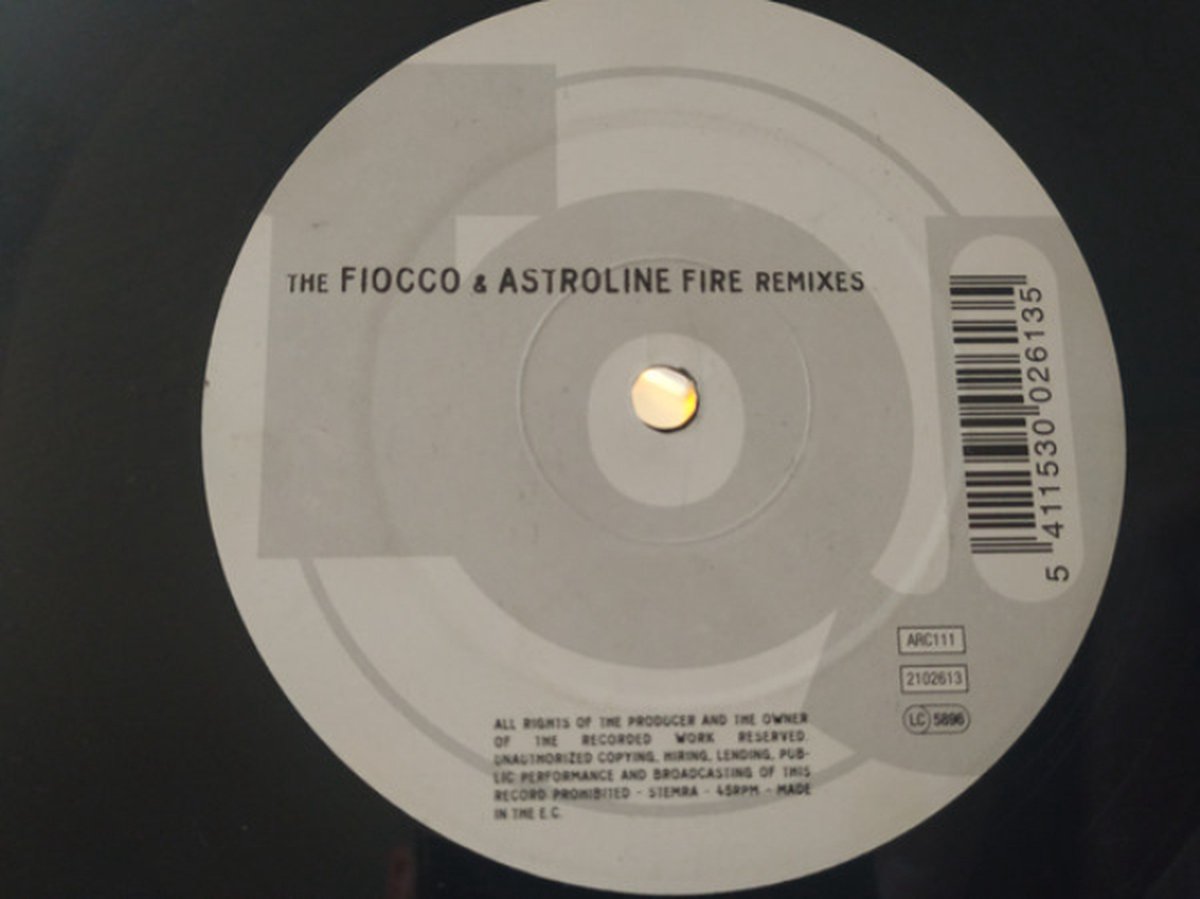 THE FIOCCO & ASTROLINE FIRE REMIXES
5 411530 026135
ARC111
2102613
LC 5896
ALL RIGHTS OF THE PRODUCER AND THE OWNER
OF THE RECORDED WORK RESERVED.
UNAUTHORIZED COPYING, HIRING, LENDING, PUB-
LIC PERFORMANCE AND BROADCASTING OF THIS
RECORD PROHIBITED - STEMRA - 45RPM - MADE
IN THE E.C.